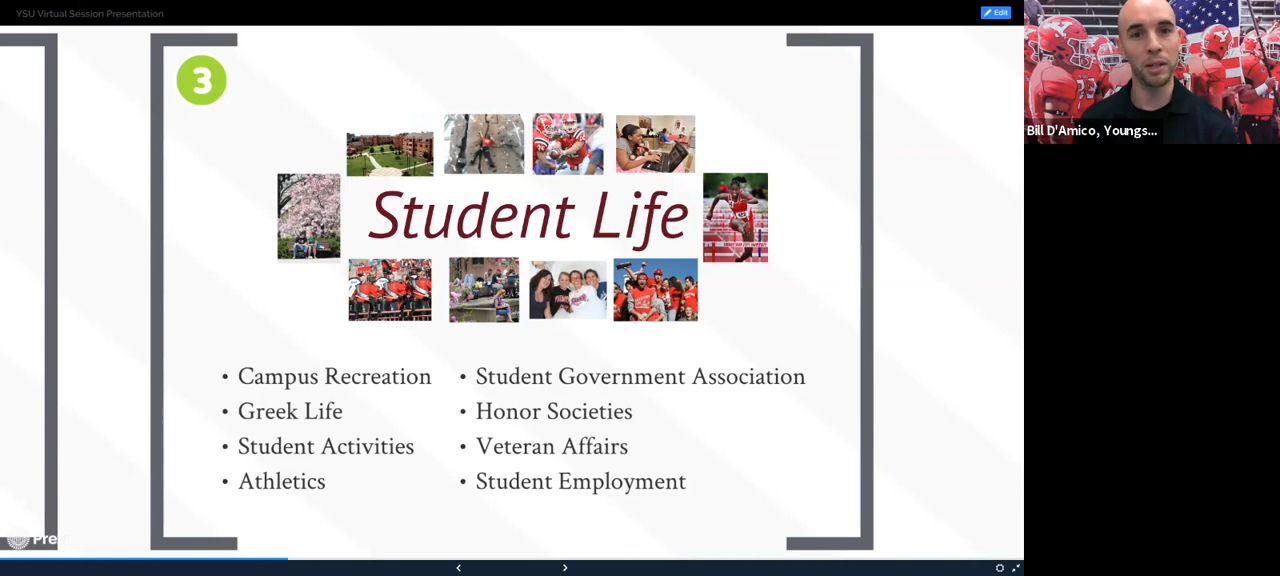 YSU Virtual Session Presentation
Edit
3
Student Life
• Campus Recreation
• Greek Life
• Student Activities
• Athletics
• Student Government Association
• Honor Societies
• Veteran Affairs
• Student Employment
Bill D'Amico, Youngs...
Prezi